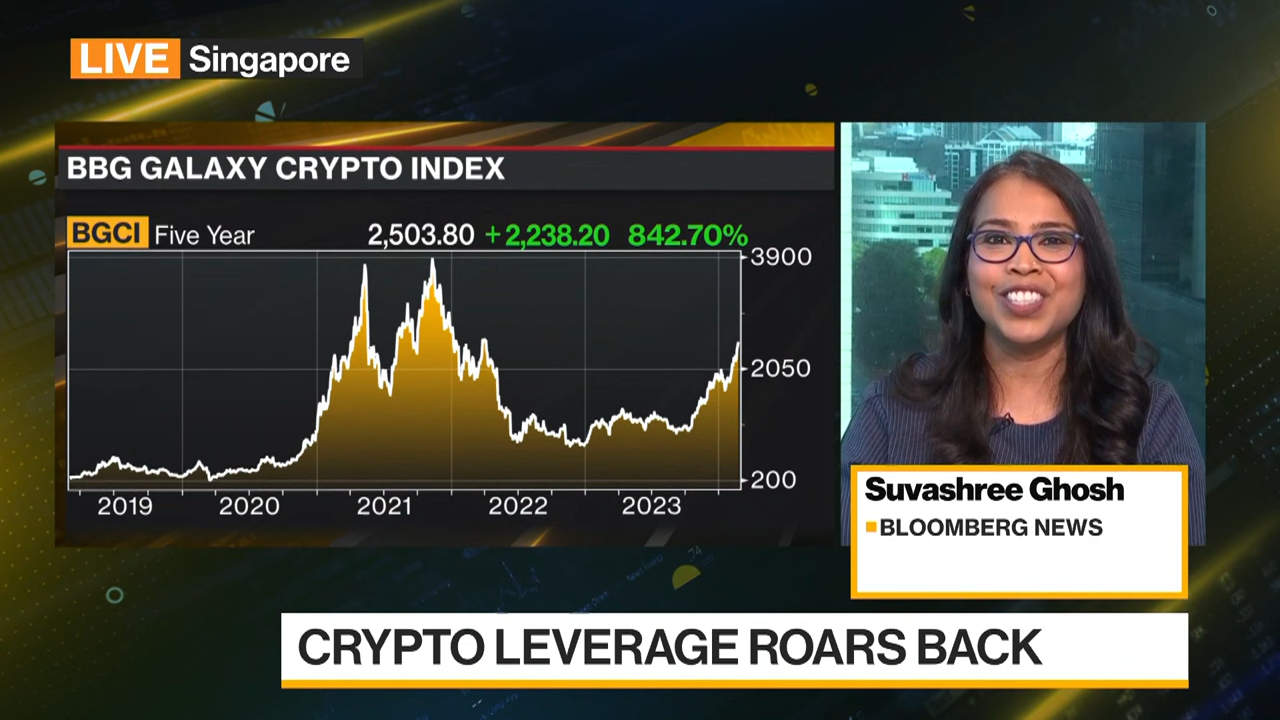 LIVE Singapore
BBG GALAXY CRYPTO INDEX
BGCI Five Year 2,503.80 +2,238.20 842.70%
3900
2050
200
2019 2020 2021 2022 2023
Suvashree Ghosh
BLOOMBERG NEWS
CRYPTO LEVERAGE ROARS BACK